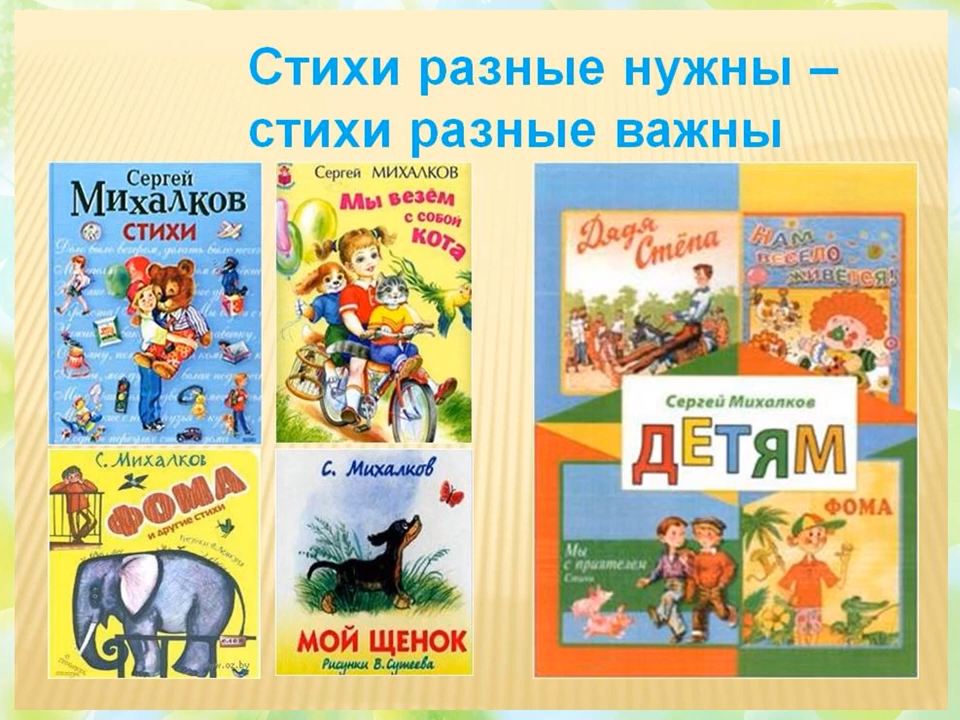 Стихи разные нужны –
стихи разные важны
Сергей
Михалков
СТИХИ
Сергей МИХАЛКОВ
Мы везём
с собой
кота
С. Михалков
ФОМА
и другие стихи
С. Михалков
МОЙ ЩЕНОК
Рисунки В. Сутеева
Дядя
Стёпа
НАМ
ВЕСЕЛО
ЖИВЁТСЯ!
Сергей Михалков
ДЕТЯМ
Мы
с приятелем
Стихи
ФОМА